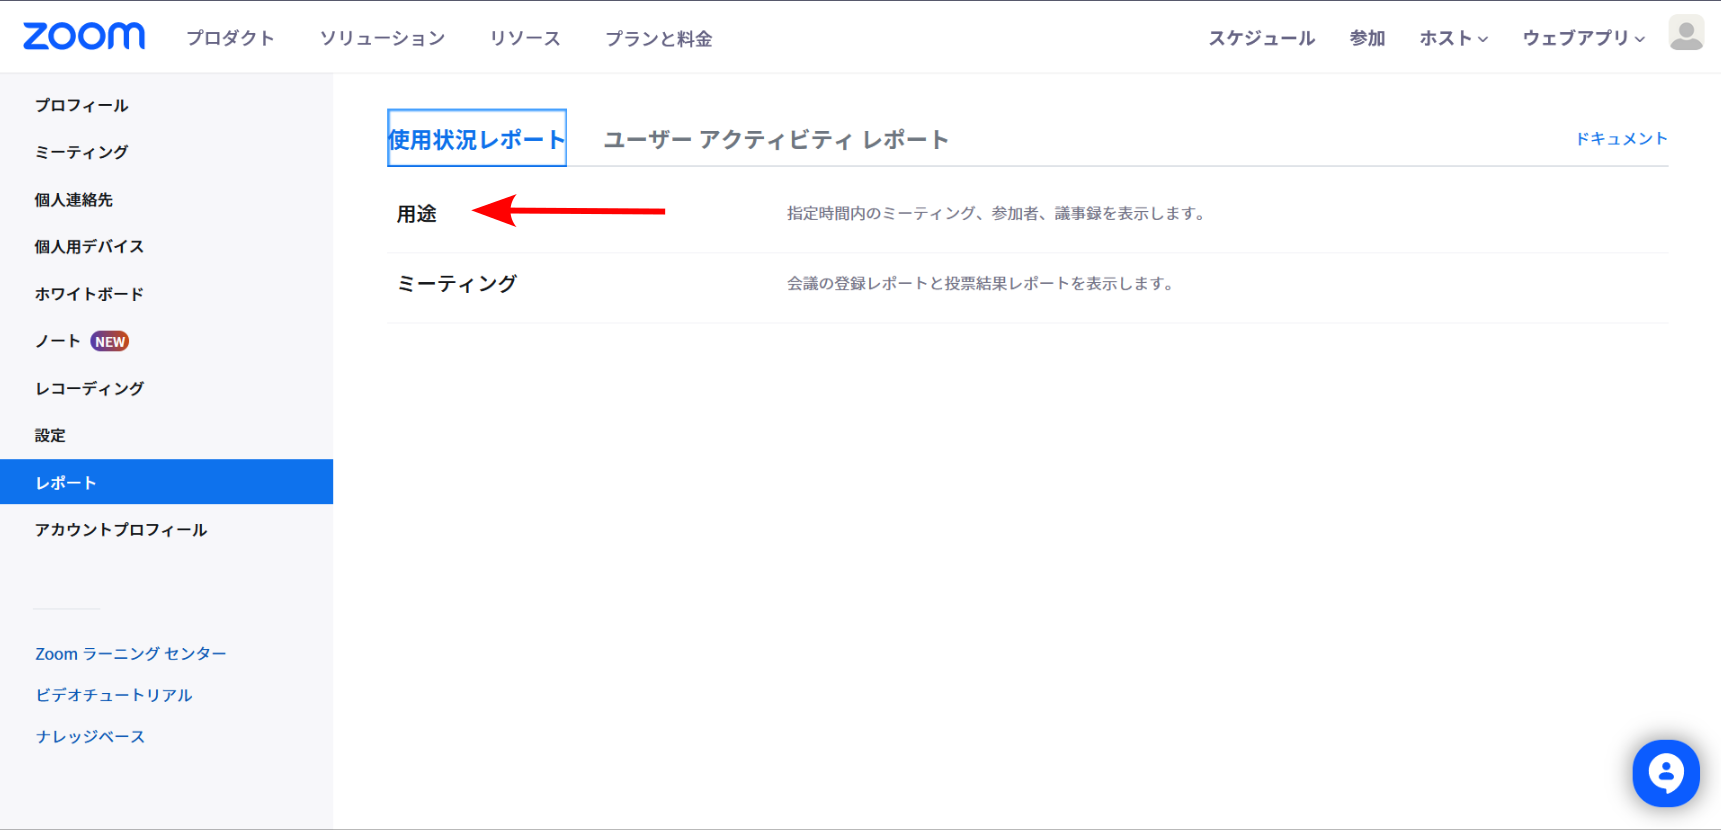 zoom
プロダクト
ソリューション
リソース
プランと料金
スケジュール
参加
ホスト
ウェブアプリ
プロフィール
ミーティング
個人連絡先
個人用デバイス
ホワイトボード
ノート NEW
レコーディング
設定
レポート
アカウントプロフィール
Zoom ラーニング センター
ビデオチュートリアル
ナレッジベース
使用状況レポート
ユーザー アクティビティ レポート
ドキュメント
用途
指定時間内のミーティング、参加者、議事録を表示します。
ミーティング
会議の登録レポートと投票結果レポートを表示します。